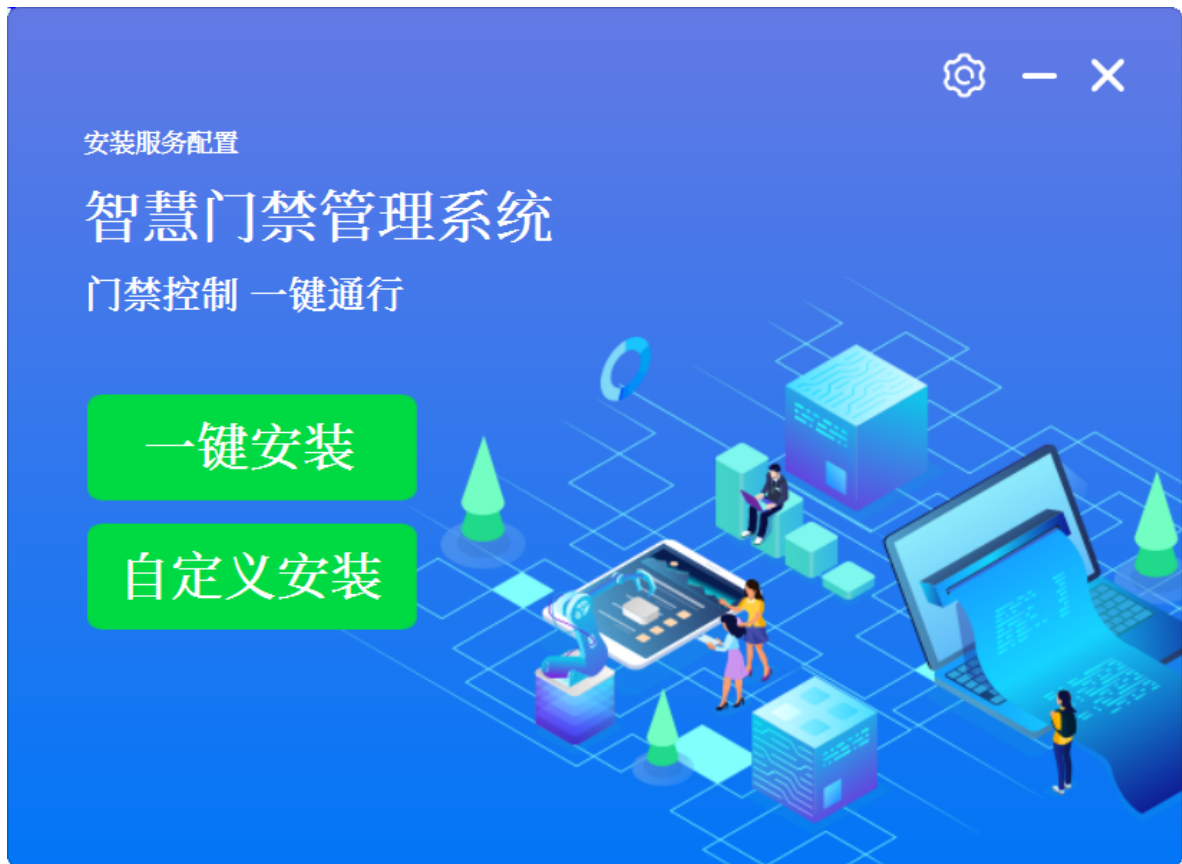 安装服务配置
智慧门禁管理系统
门禁控制 一键通行
一键安装
自定义安装